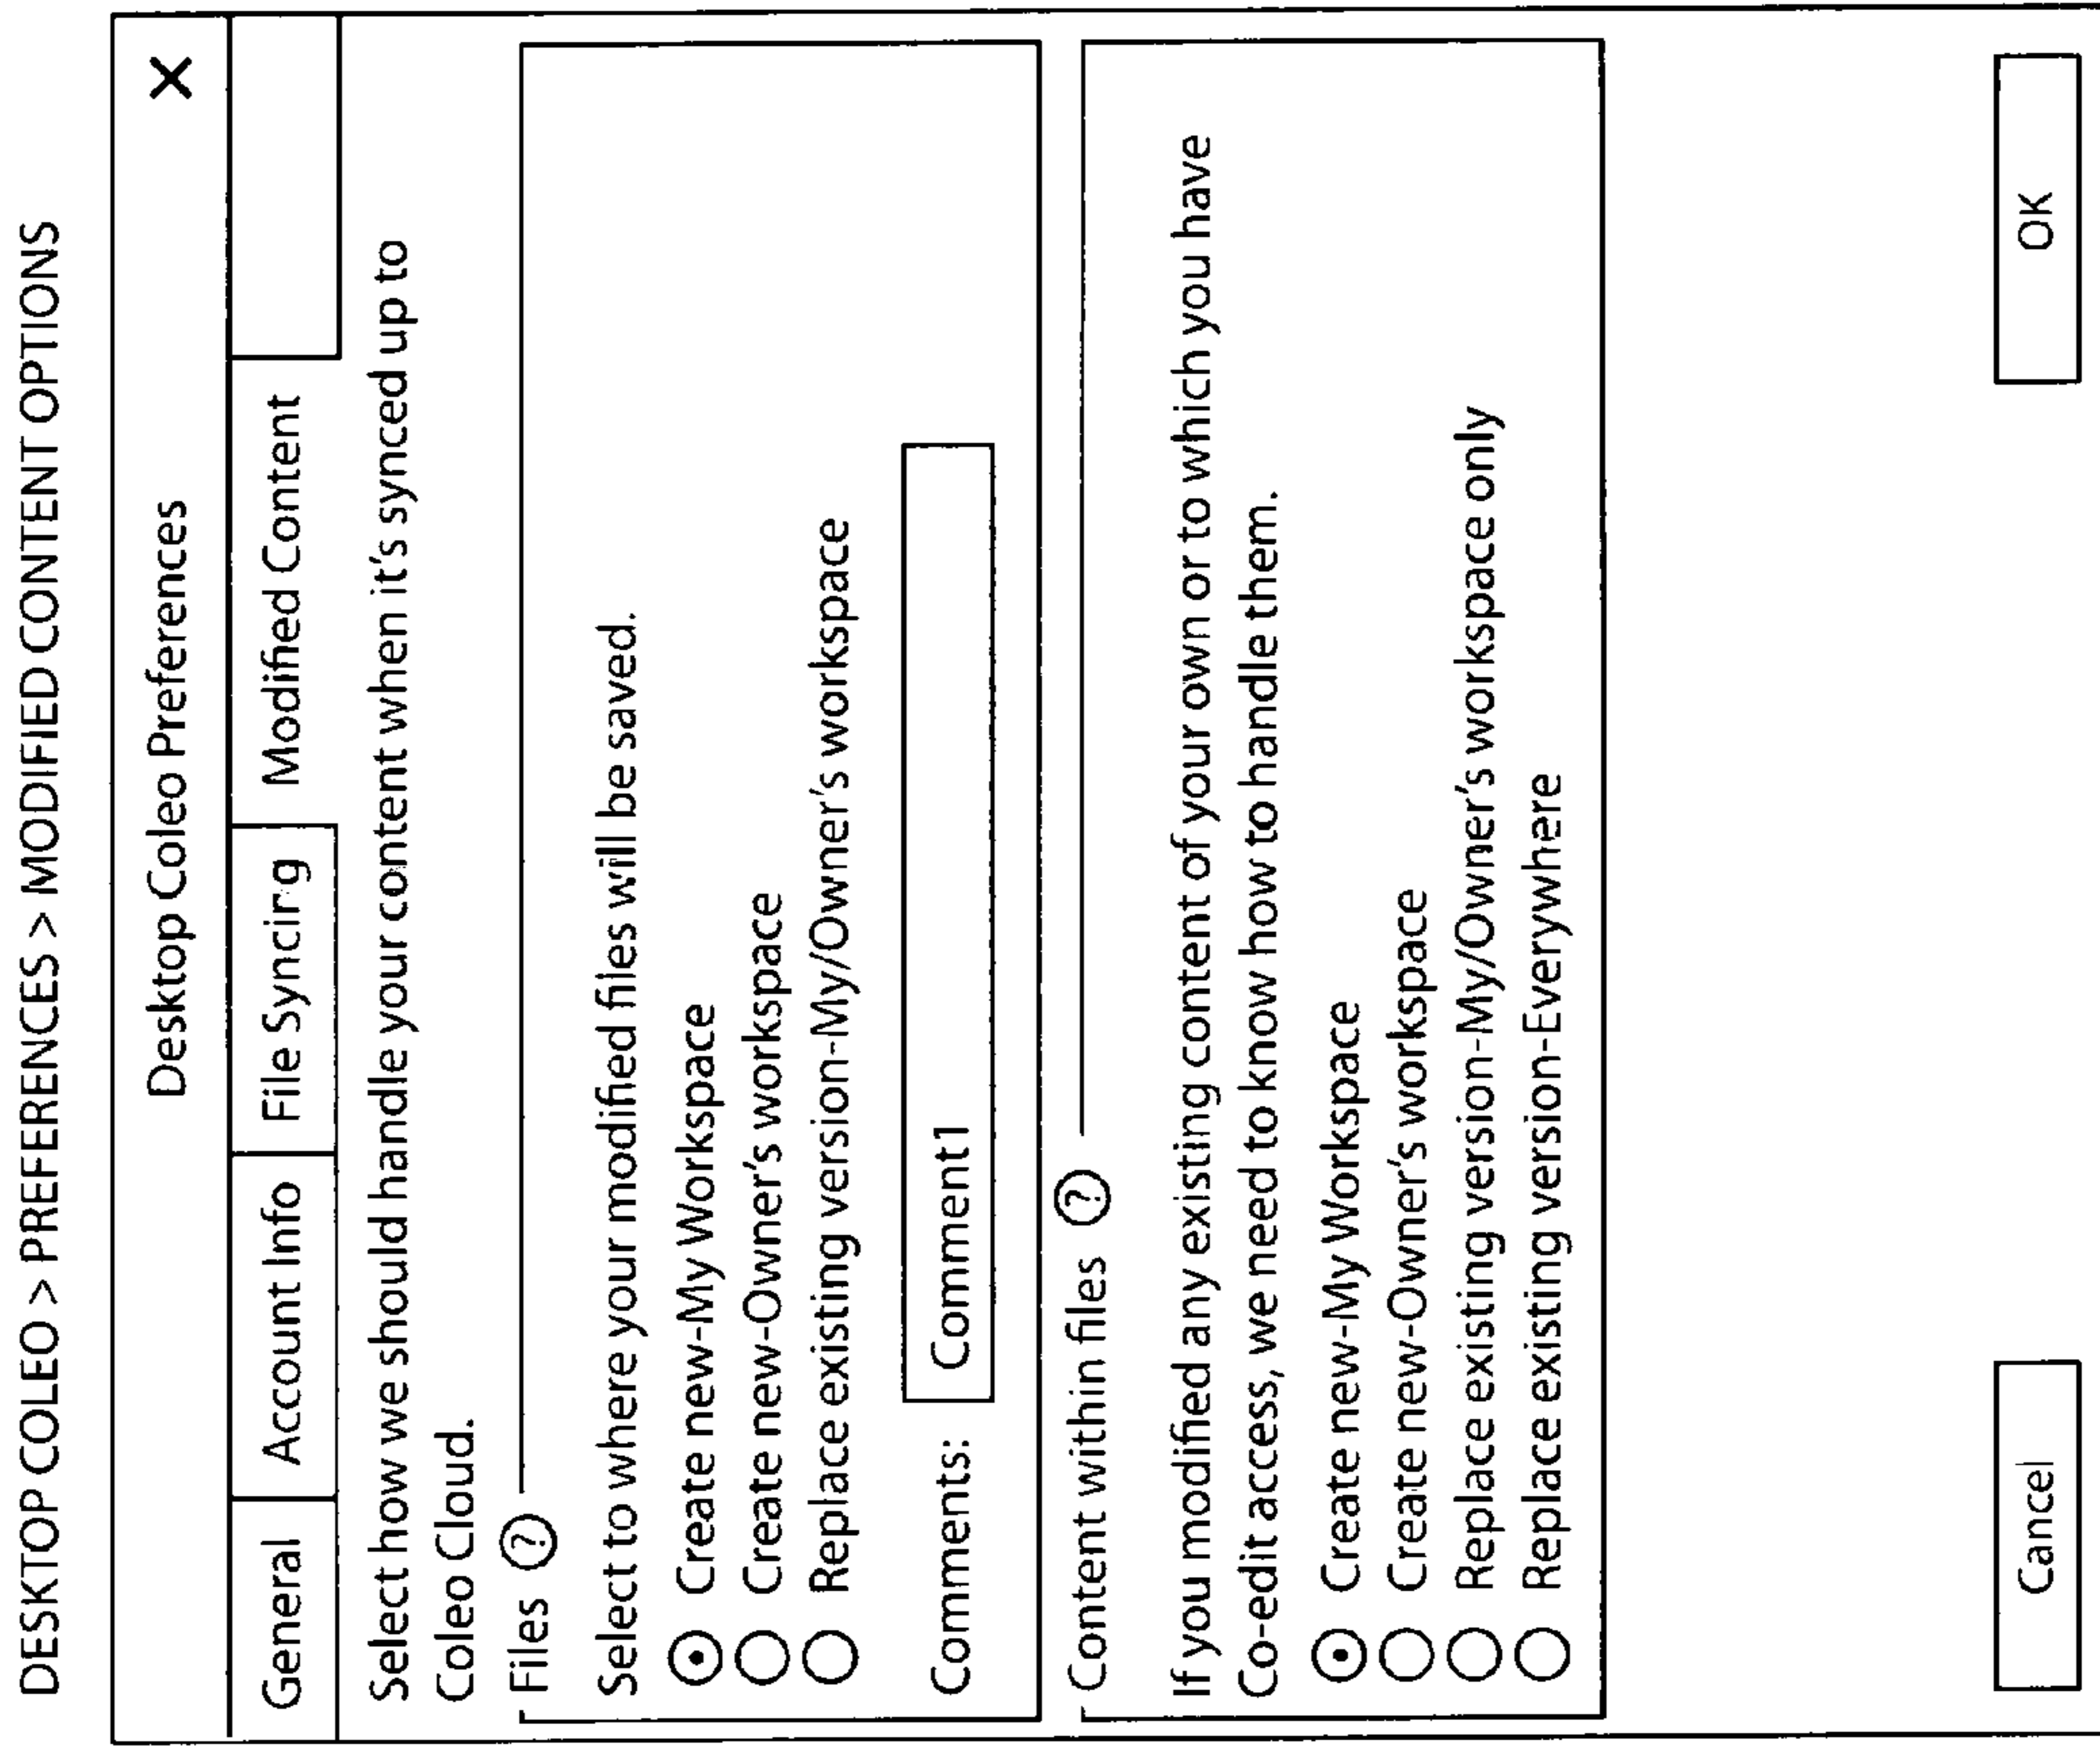 DESKTOP COLEO > PREFERENCES > MODIFIED CONTENT OPTIONS
Desktop Coleo Preferences X
General Account Info File Syncing Modified Content
Select how we should handle your content when it's synced up to
Coleo Cloud.
Files ?
Select to where your modified files will be saved.
Create new-My Workspace
Create new-Owner's workspace
Replace existing version-My/Owner's workspace
Comments: Comment1
Content within files ?
If you modified any existing content of your own or to which you have
Co-edit access, we need to know how to handle them.
Create new-My Workspace
Create new-Owner's workspace
Replace existing version-My/Owner's workspace only
Replace existing version-Everywhere
Cancel OK